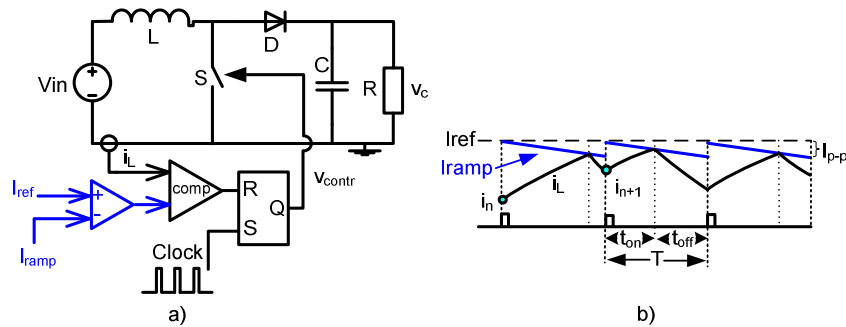 L
D
Vin
S
C
R
vc
iL
Iref
Iramp
+
-
comp
R
S
Q
vcontr
Clock
a)
Iref
Iramp
in
iL
in+1
Ip-p
ton
toff
T
b)